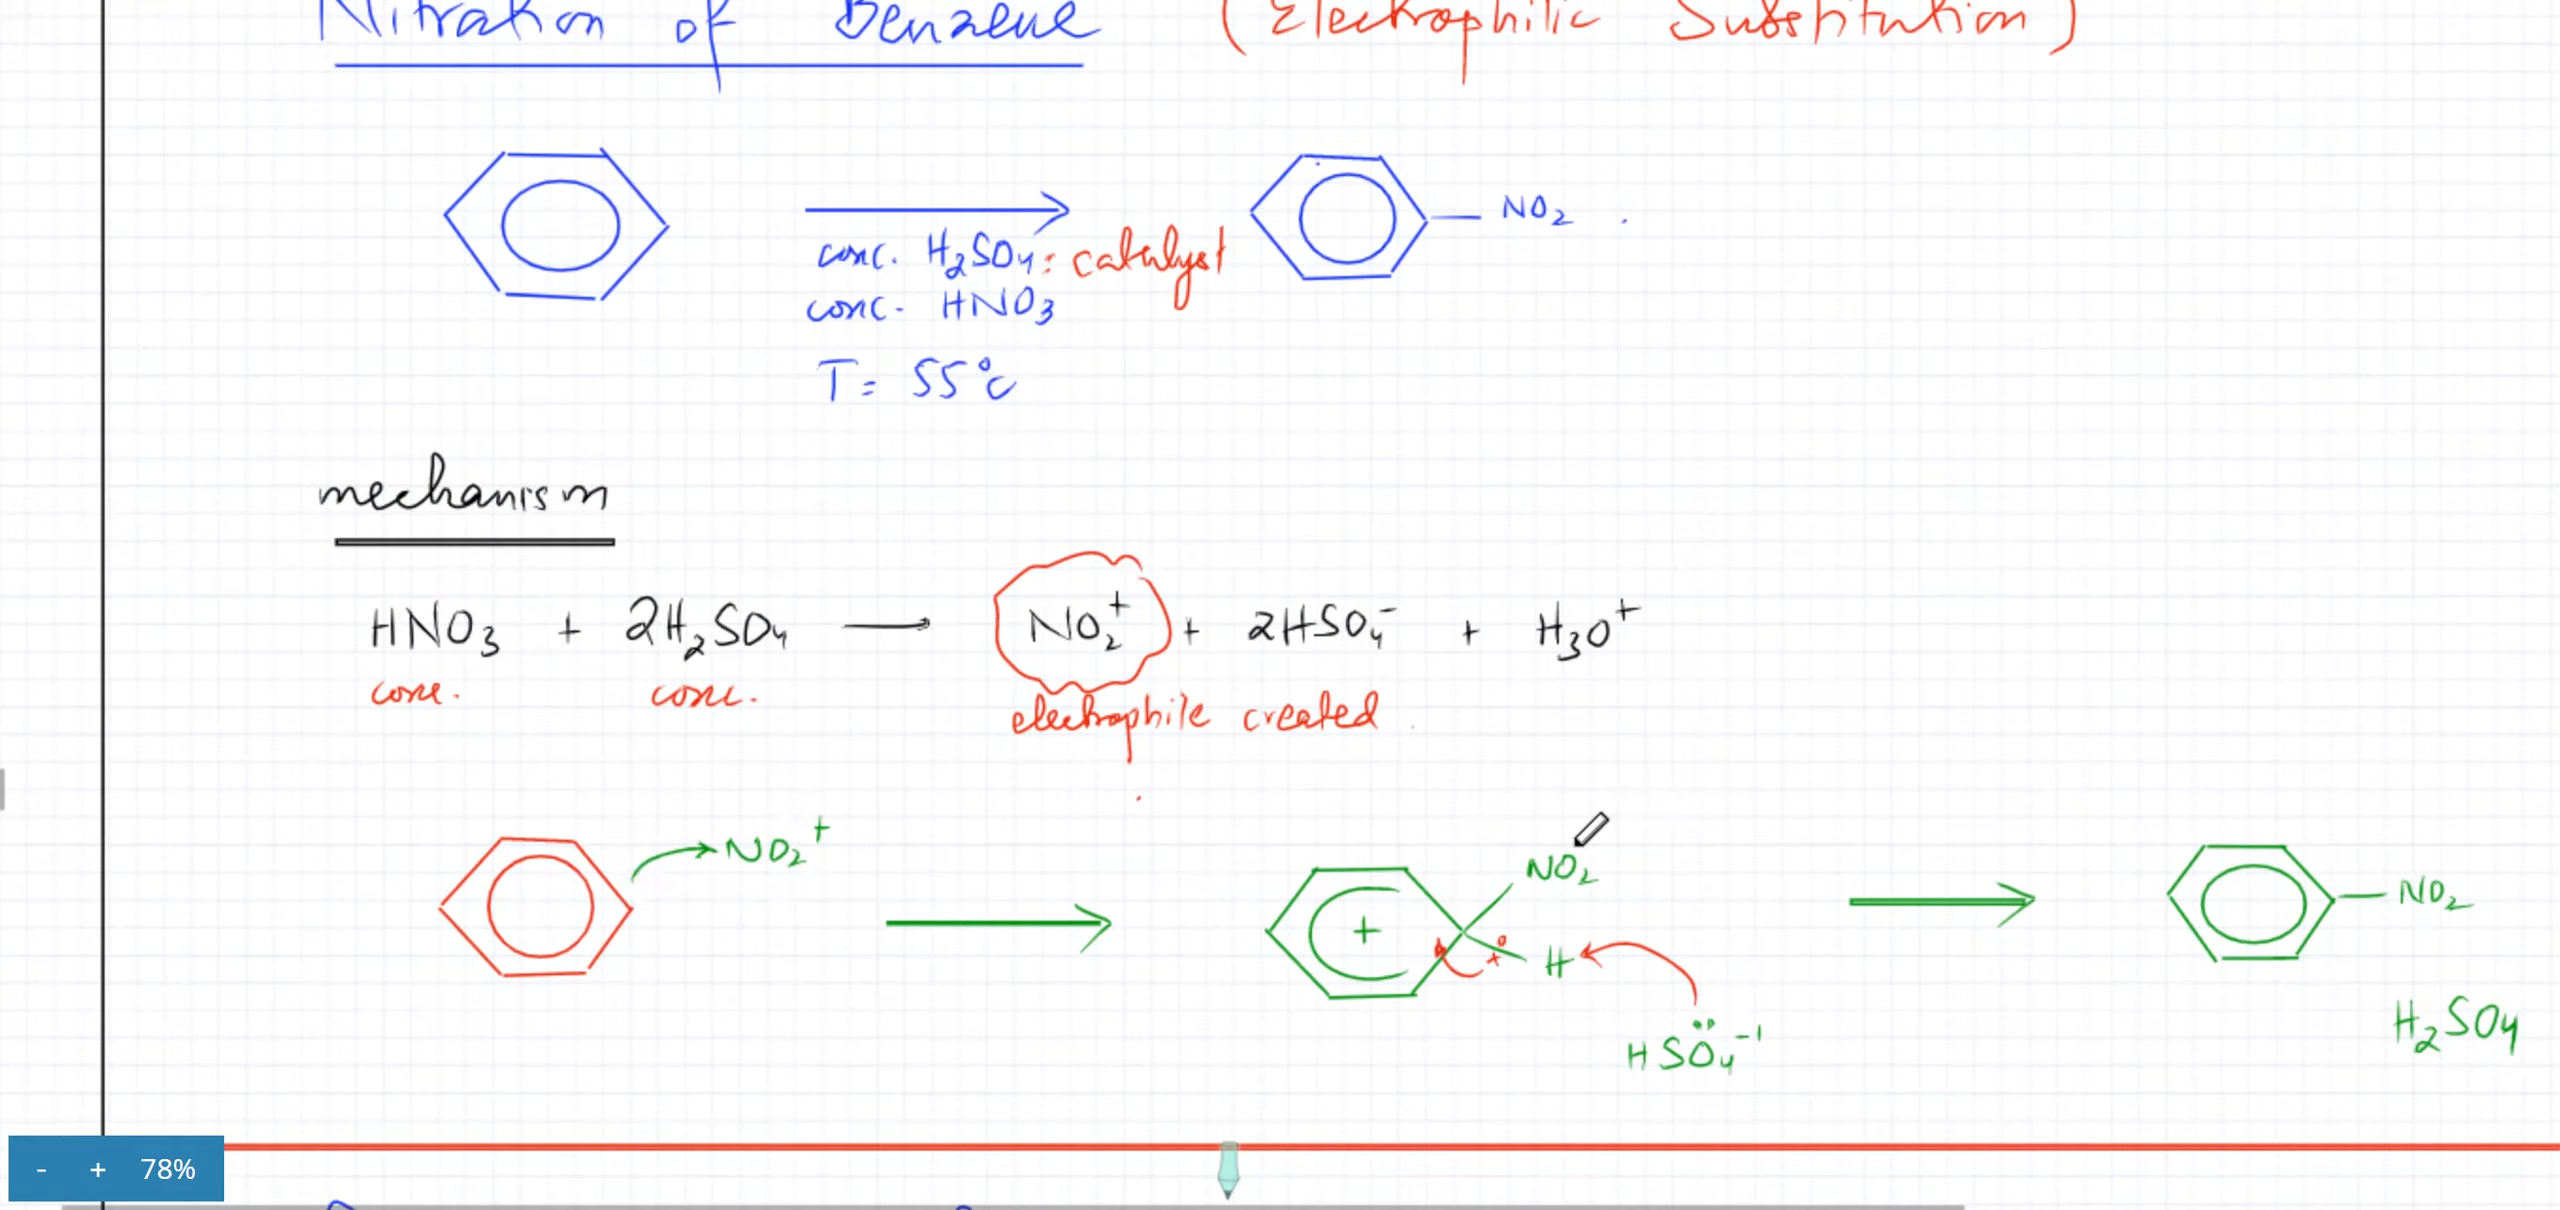 Nitration of Benzene (Electrophilic Substitution)
NO₂
conc. H₂SO₄: catalyst
conc. HNO₃
T = 55°C
mechanism
HNO₃ + 2H₂SO₄ → NO₂⁺ + 2HSO₄⁻ + H₃O⁺
conc. conc. electrophile created
NO₂⁺
NO₂
+
H
HSO₄⁻¹
NO₂
H₂SO₄
- + 78%